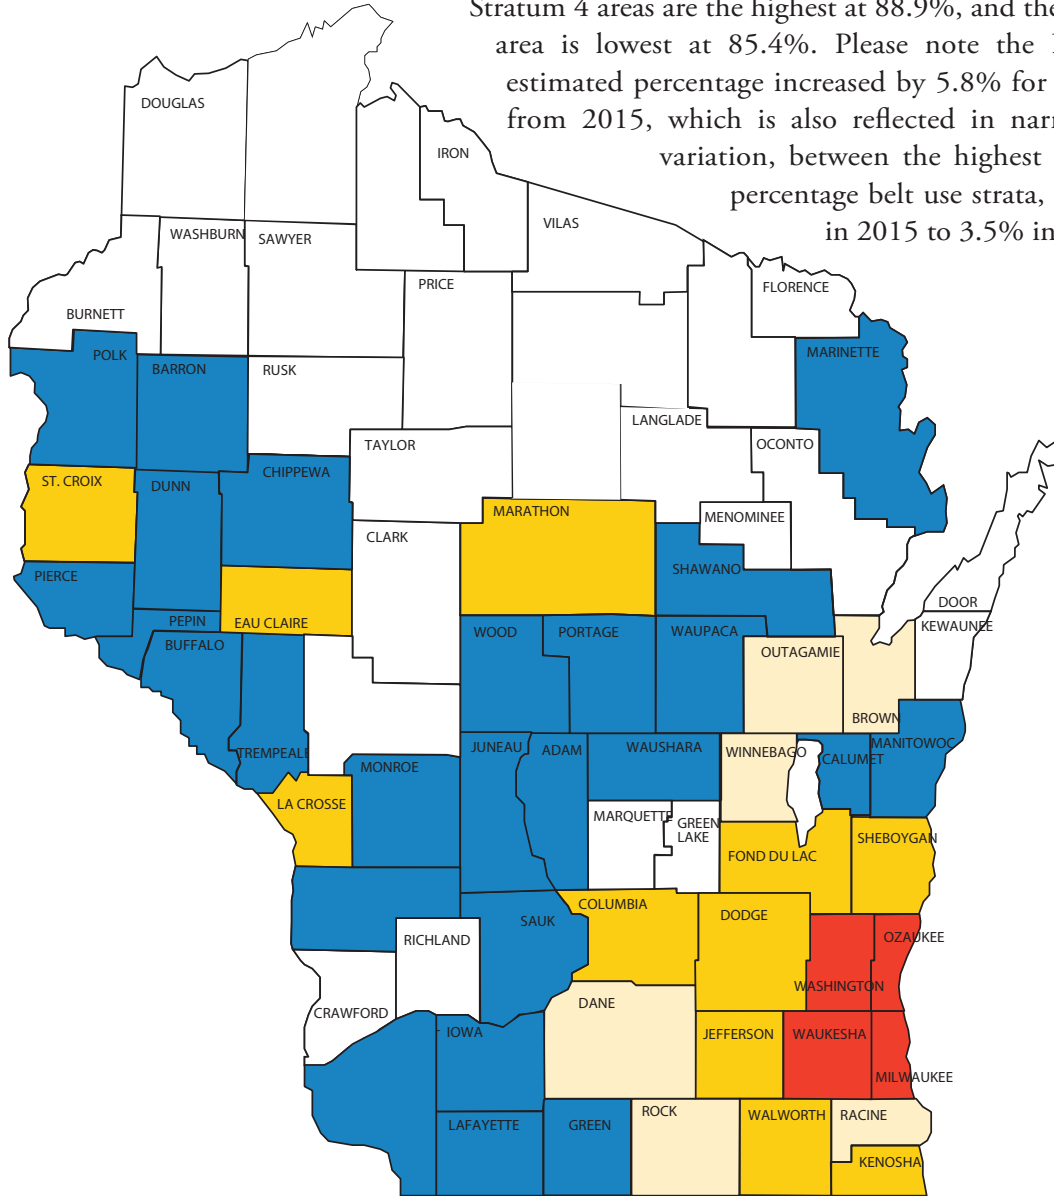 Stratum 4 areas are the highest at 88.9%, and the
area is lowest at 85.4%. Please note the
estimated percentage increased by 5.8% for
from 2015, which is also reflected in
variation, between the highest
percentage belt use strata,
in 2015 to 3.5% in
DOUGLAS
IRON
VILAS
WASHBURN
SAWYER
PRICE
FLORENCE
BURNETT
POLK
BARRON
RUSK
MARINETTE
TAYLOR
LANGLADE
OCONTO
ST. CROIX
DUNN
CHIPPEWA
MARATHON
MENOMINEE
CLARK
PIERCE
SHAWANO
DOOR
PEPIN
EAU CLAIRE
KEWAUNEE
BUFFALO
WOOD
PORTAGE
WAUPACA
OUTAGAMIE
BROWN
TREMPEALE
MONROE
JUNEAU
ADAM
WAUSHARA
WINNEBAGO
CALUMET
MANITOWOC
LA CROSSE
MARQUETTE
GREEN
LAKE
FOND DU LAC
SHEBOYGAN
COLUMBIA
DODGE
SAUK
RICHLAND
OZAUKEE
WASHINGTON
CRAWFORD
DANE
IOWA
JEFFERSON
WAUKESHA
MILWAUKEE
LAFAYETTE
GREEN
ROCK
WALWORTH
RACINE
KENOSHA